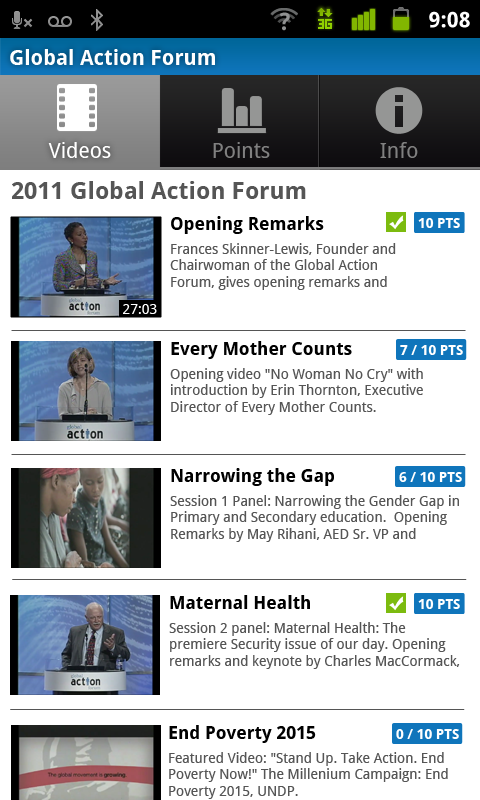 3G
9:08
Global Action Forum
Videos
Points
Info
2011 Global Action Forum
Opening Remarks
10 PTS
Frances Skinner-Lewis, Founder and
Chairwoman of the Global Action
Forum, gives opening remarks and
global
action
forum
27:03
Every Mother Counts
7 / 10 PTS
Opening video "No Woman No Cry" with
introduction by Erin Thornton, Executive
Director of Every Mother Counts.
global
action
Narrowing the Gap
6 / 10 PTS
Session 1 Panel: Narrowing the Gender Gap in
Primary and Secondary education. Opening
Remarks by May Rihani, AED Sr. VP and
Maternal Health
10 PTS
Session 2 panel: Maternal Health: The
premiere Security issue of our day. Opening
remarks and keynote by Charles MacCormack,
global
action
forum
End Poverty 2015
0 / 10 PTS
Featured Video: "Stand Up. Take Action. End
Poverty Now!" The Millenium Campaign: End
Poverty 2015, UNDP.
The global movement is growing.